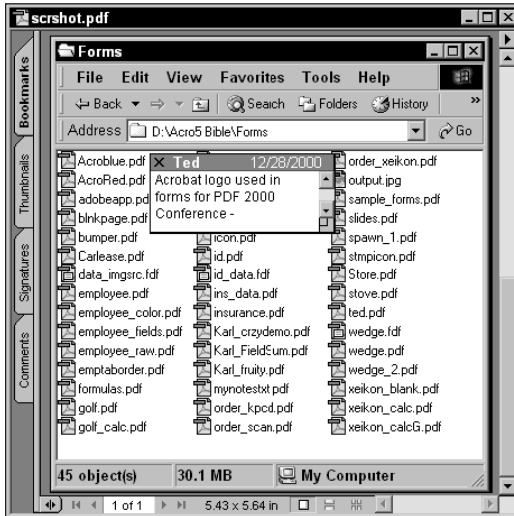 scrshot.pdf
Bookmarks
Thumbnails
Signatures
Comments
Forms
File Edit View Favorites Tools Help
Back Search Folders History »
Address D:\Acro5 Bible\Forms Go
Acroblue.pdf
AcroRed.pdf
adobeapp.pdf
blnkpage.pdf
bumper.pdf
Carlease.pdf
data_imgsrc.fdf
employee.pdf
employee_color.pdf
employee_fields.pdf
employee_raw.pdf
emptaborder.pdf
formulas.pdf
golf.pdf
golf_calc.pdf
Ted 12/28/2000
Acrobat logo used in
forms for PDF 2000
Conference -
icon.pdf
id.pdf
id_data.fdf
ins_data.pdf
insurance.pdf
Karl_crzydemo.pdf
Karl_FieldSum.pdf
Karl_fruity.pdf
mynotestxt.pdf
order_kpcd.pdf
order_scan.pdf
order_xeikon.pdf
output.jpg
sample_forms.pdf
slides.pdf
spawn_1.pdf
stmpicon.pdf
Store.pdf
stove.pdf
ted.pdf
wedge.fdf
wedge.pdf
wedge_2.pdf
xeikon_blank.pdf
xeikon_calc.pdf
xeikon_calcG.pdf
45 object(s) 30.1 MB My Computer
1 of 1 5.43 x 5.64 in